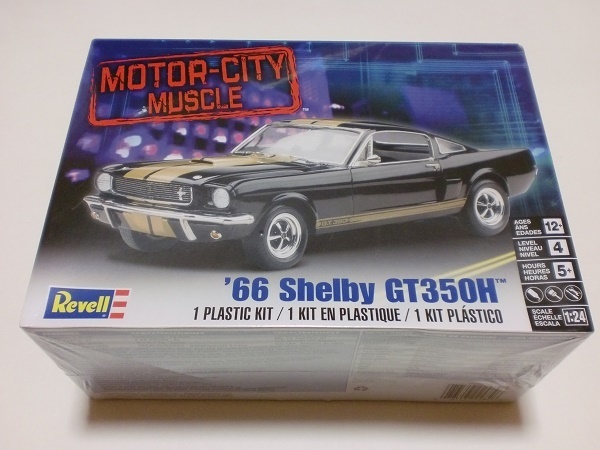 MOTOR-CITY
MUSCLE
™
Revell
'66 Shelby GT350H™
1 PLASTIC KIT / 1 KIT EN PLASTIQUE / 1 KIT PLÁSTICO
AGES
ANS
EDADES
12+
LEVEL
NIVEAU
NIVEL
4
HOURS
HEURES
HORAS
5+
SCALE
ÉCHELLE
ESCALA
1:24